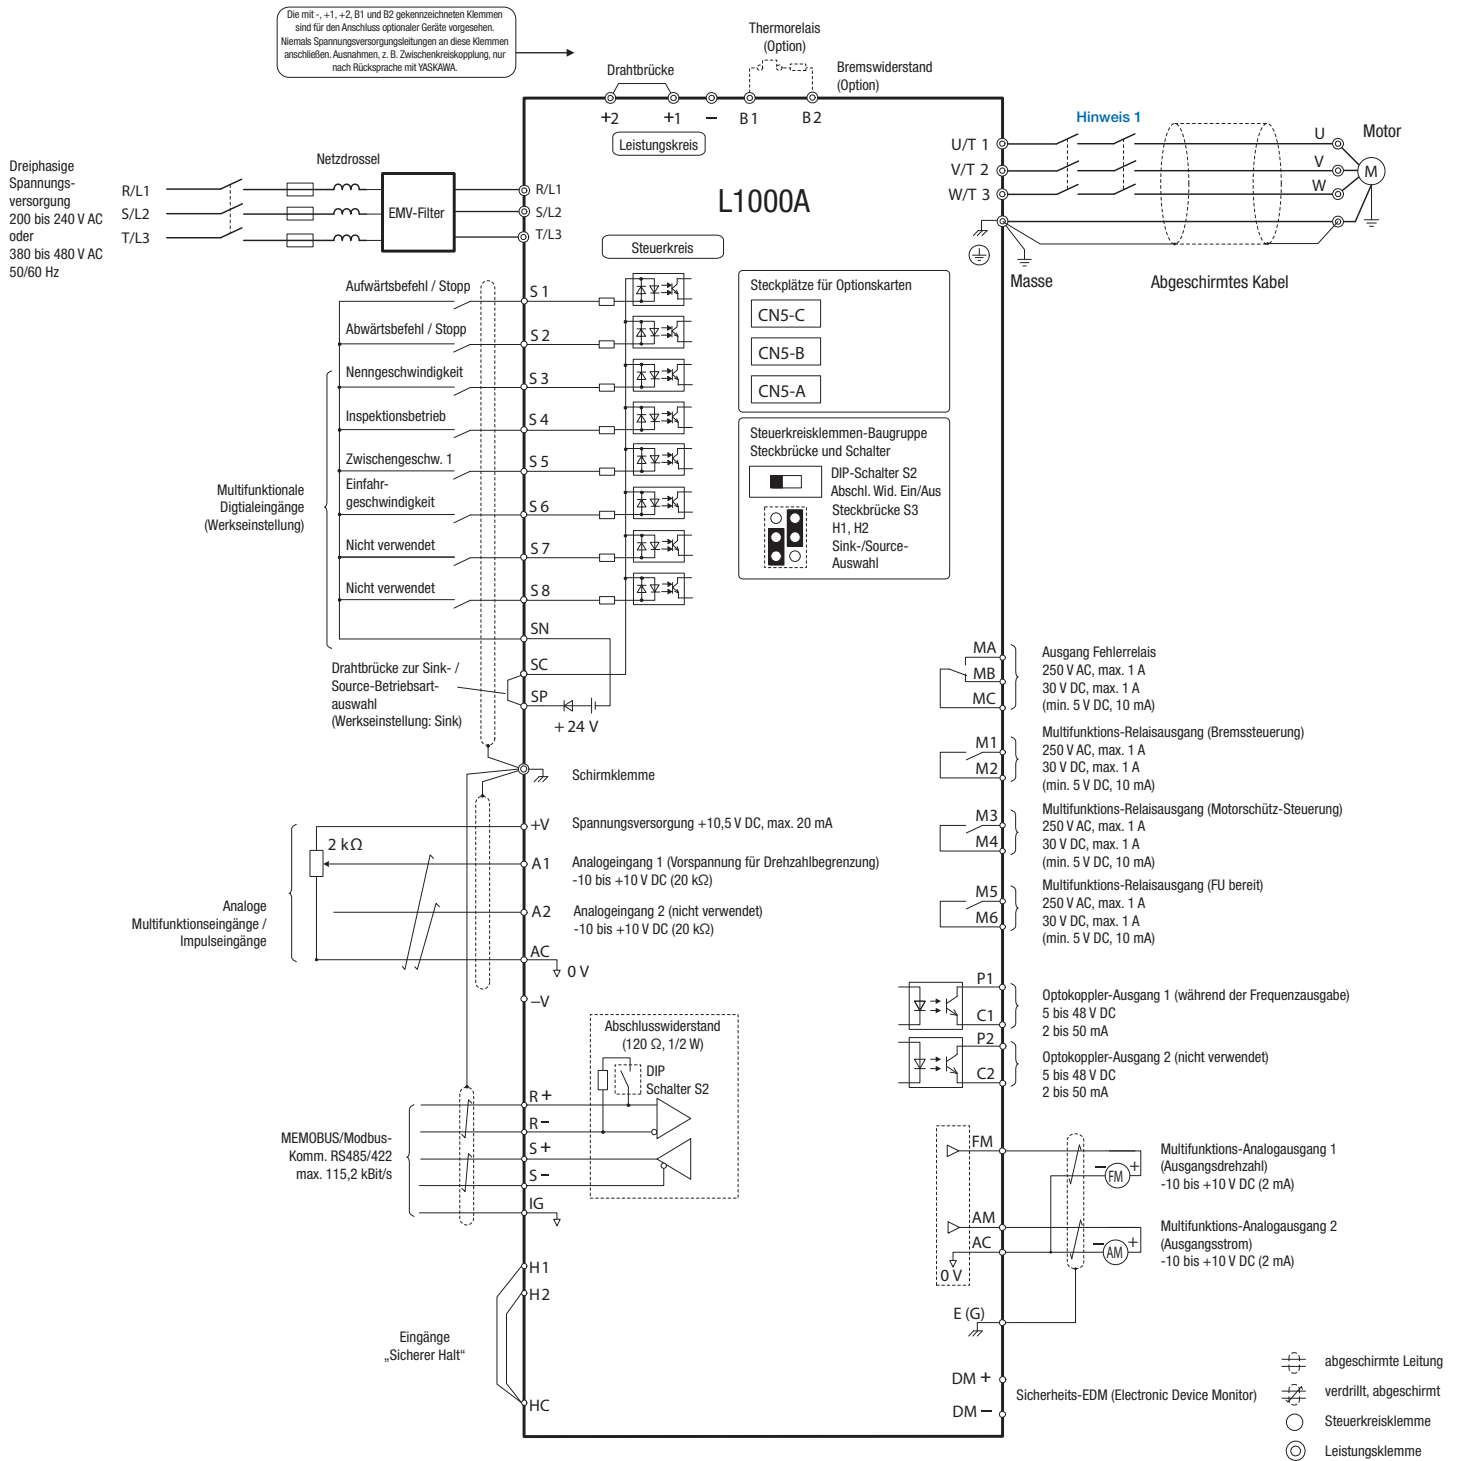 Die mit -, +1, +2, B1 und B2 gekennzeichneten Klemmen
sind für den Anschluss optionaler Geräte vorgesehen.
Niemals Spannungsversorgungsleitungen an diese Klemmen
anschließen. Ausnahmen, z. B. Zwischenkreiskopplung, nur
nach Rücksprache mit YASKAWA.
Thermorelais
(Option)
Drahtbrücke
Bremswiderstand
(Option)
+2
+1
−
B1
B2
Leistungskreis
L1000A
Dreiphasige
Spannungs-
versorgung
200 bis 240 V AC
oder
380 bis 480 V AC
50/60 Hz
R/L1
S/L2
T/L3
Netzdrossel
EMV-Filter
R/L1
S/L2
T/L3
U/T 1
V/T 2
W/T 3
Hinweis 1
U
V
W
Motor
M
Masse
Abgeschirmtes Kabel
Steuerkreis
Aufwärtsbefehl / Stopp
S 1
Abwärtsbefehl / Stopp
S 2
Nenngeschwindigkeit
S 3
Inspektionsbetrieb
S 4
Zwischengeschw. 1
S 5
Einfahr-
geschwindigkeit
S 6
Nicht verwendet
S 7
Nicht verwendet
S 8
SN
SC
SP
+ 24 V
Multifunktionale
Digtialeingänge
(Werkseinstellung)
Drahtbrücke zur Sink- /
Source-Betriebsart-
auswahl
(Werkseinstellung: Sink)
Steckplätze für Optionskarten
CN5-C
CN5-B
CN5-A
Steuerkreisklemmen-Baugruppe
Steckbrücke und Schalter
DIP-Schalter S2
Abschl. Wid. Ein/Aus
Steckbrücke S3
H1, H2
Sink-/Source-
Auswahl
Schirmklemme
+V
Spannungsversorgung +10,5 V DC, max. 20 mA
2 kΩ
A1
Analogeingang 1 (Vorspannung für Drehzahlbegrenzung)
-10 bis +10 V DC (20 kΩ)
A2
Analogeingang 2 (nicht verwendet)
-10 bis +10 V DC (20 kΩ)
AC
0 V
–V
Analoge
Multifunktionseingänge /
Impulseingänge
Abschlusswiderstand
(120 Ω, 1/2 W)
DIP
Schalter S2
R +
R −
S +
S −
IG
MEMOBUS/Modbus-
Komm. RS485/422
max. 115,2 kBit/s
H1
H2
HC
Eingänge
„Sicherer Halt“
MA
MB
MC
Ausgang Fehlerrelais
250 V AC, max. 1 A
30 V DC, max. 1 A
(min. 5 V DC, 10 mA)
M1
M2
Multifunktions-Relaisausgang (Bremssteuerung)
250 V AC, max. 1 A
30 V DC, max. 1 A
(min. 5 V DC, 10 mA)
M3
M4
Multifunktions-Relaisausgang (Motorschütz-Steuerung)
250 V AC, max. 1 A
30 V DC, max. 1 A
(min. 5 V DC, 10 mA)
M5
M6
Multifunktions-Relaisausgang (FU bereit)
250 V AC, max. 1 A
30 V DC, max. 1 A
(min. 5 V DC, 10 mA)
P1
C1
Optokoppler-Ausgang 1 (während der Frequenzausgabe)
5 bis 48 V DC
2 bis 50 mA
P2
C2
Optokoppler-Ausgang 2 (nicht verwendet)
5 bis 48 V DC
2 bis 50 mA
FM
− +
FM
Multifunktions-Analogausgang 1
(Ausgangsdrehzahl)
-10 bis +10 V DC (2 mA)
AM
AC
0 V
− +
AM
Multifunktions-Analogausgang 2
(Ausgangsstrom)
-10 bis +10 V DC (2 mA)
E (G)
DM +
DM −
Sicherheits-EDM (Electronic Device Monitor)
abgeschirmte Leitung
verdrillt, abgeschirmt
Steuerkreisklemme
Leistungsklemme